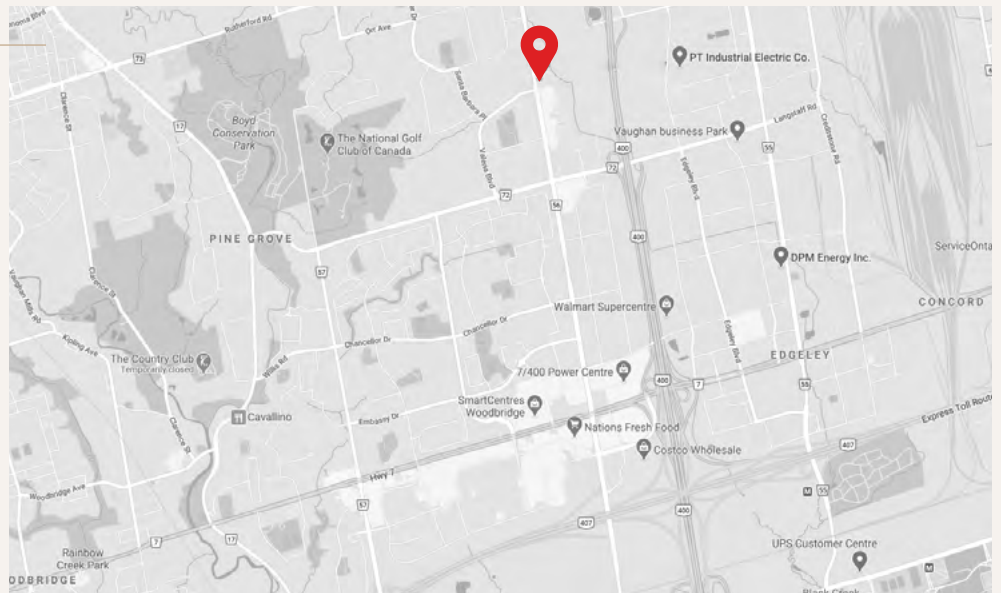 Rutherford Rd
Orr Ave
73
PT Industrial Electric Co.
Clarence St
17
Boyd
Conservation
Park
The National Golf
Club of Canada
Vaughan business Park
Langstaff Rd
400
55
Creditstone Rd
Valeria Blvd
72
72
Edgeley Blvd
56
PINE GROVE
400
57
DPM Energy Inc.
ServiceOnta
Clarence St
Vaughan Mills Rd
Walmart Supercentre
CONCORD
Chancellor Dr
Chancellor Dr
Kipling Ave
Willis Rd
Edgeley Blvd
EDGELEY
The Country Club
Temporarily closed
7/400 Power Centre
400
7
55
SmartCentres
Woodbridge
Cavallino
Embassy Dr
Clarence St
Nations Fresh Food
Express Toll Route
407
Costco Wholesale
Hwy 7
Woodbridge Ave
M
55
57
400
407
7
17
UPS Customer Centre
Rainbow
Creek Park
M
ODBRIDGE
Black Creek